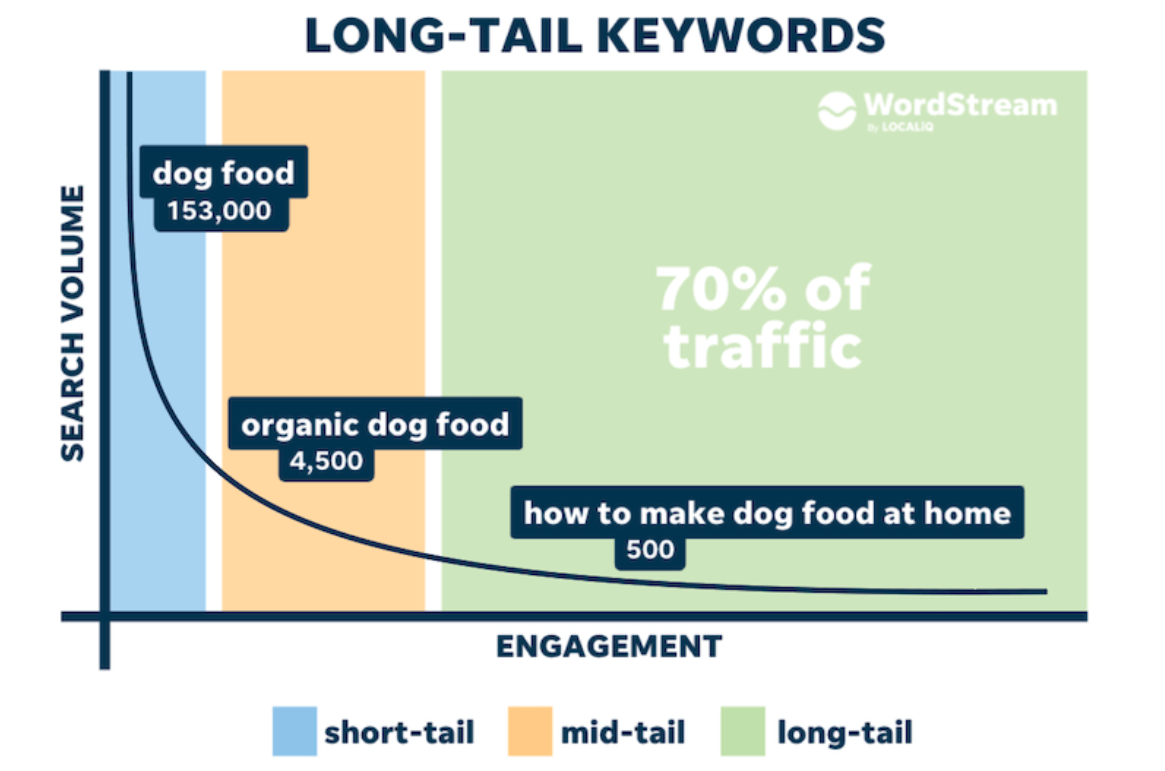 LONG-TAIL KEYWORDS
WordStream
By LOCALiQ
dog food
153,000
SEARCH VOLUME
70% of
traffic
organic dog food
4,500
how to make dog food at home
500
ENGAGEMENT
short-tail
mid-tail
long-tail